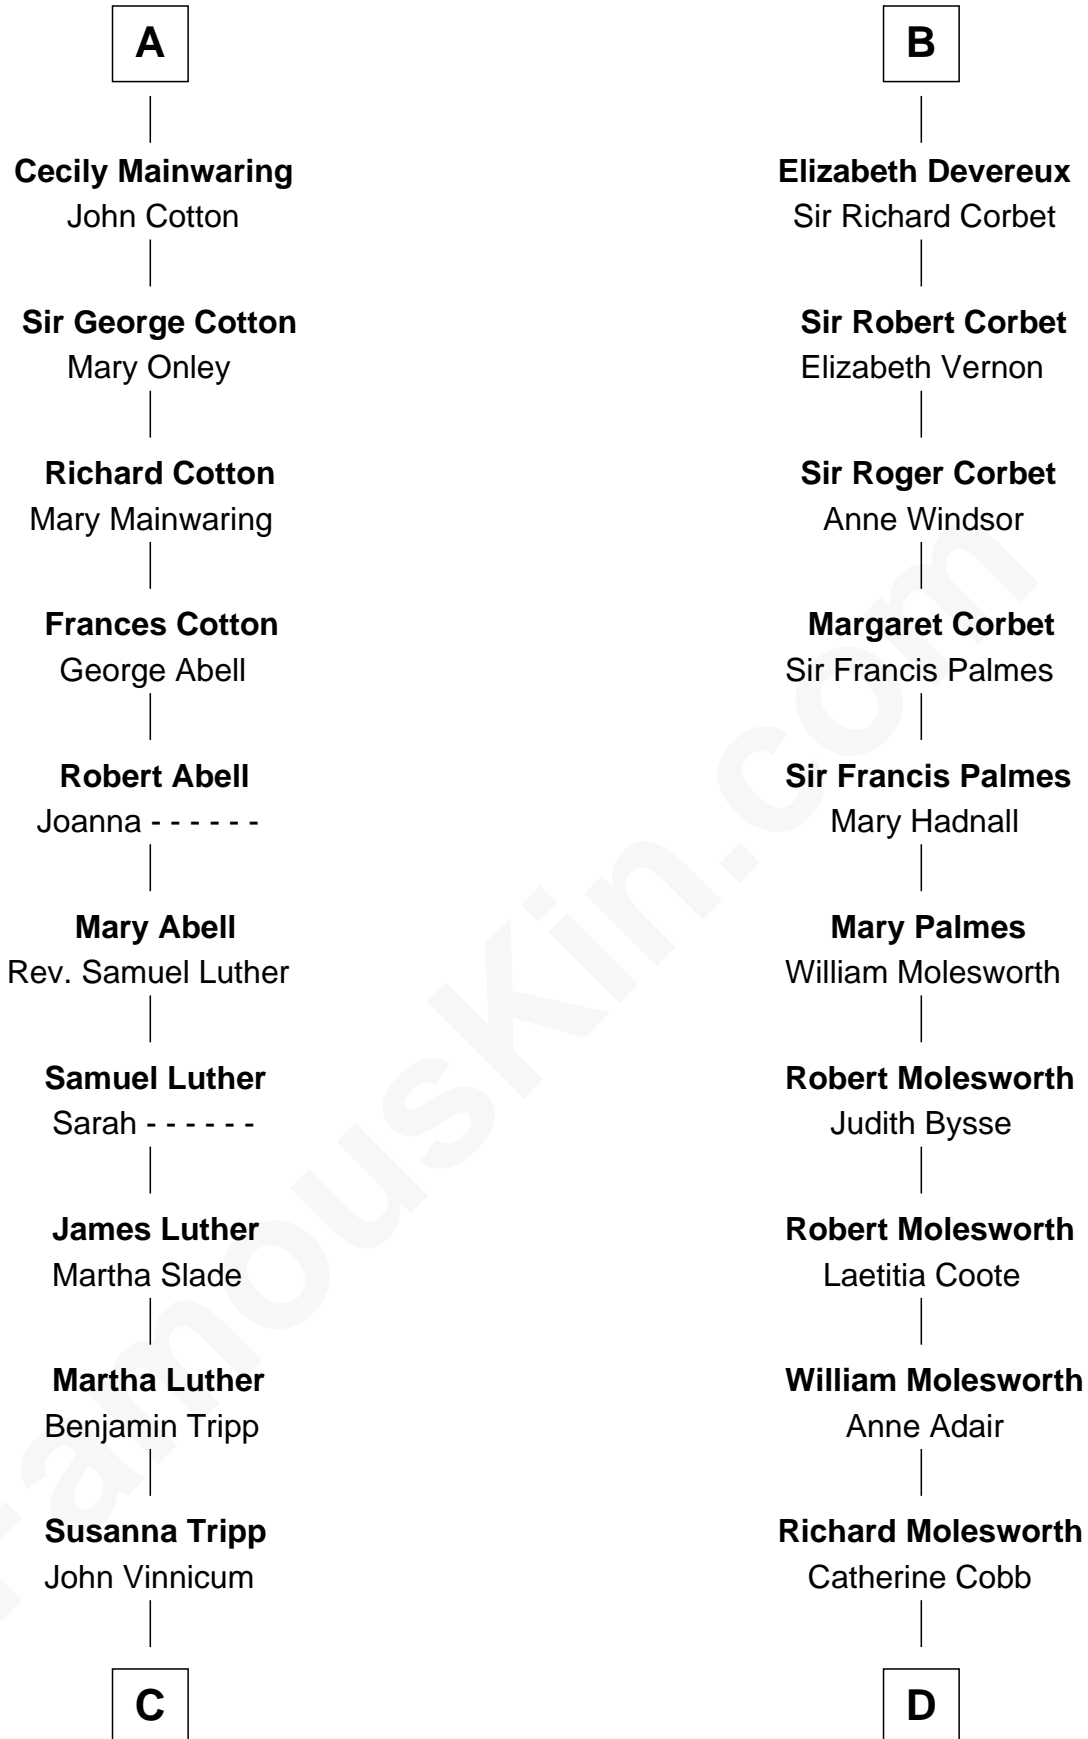 A
Cecily Mainwaring
John Cotton
Sir George Cotton
Mary Onley
Richard Cotton
Mary Mainwaring
Frances Cotton
George Abell
Robert Abell
Joanna - - - - - -
Mary Abell
Rev. Samuel Luther
Samuel Luther
Sarah - - - - - -
James Luther
Martha Slade
Martha Luther
Benjamin Tripp
Susanna Tripp
John Vinnicum
C
B
Elizabeth Devereux
Sir Richard Corbet
Sir Robert Corbet
Elizabeth Vernon
Sir Roger Corbet
Anne Windsor
Margaret Corbet
Sir Francis Palmes
Sir Francis Palmes
Mary Hadnall
Mary Palmes
William Molesworth
Robert Molesworth
Judith Bysse
Robert Molesworth
Laetitia Coote
William Molesworth
Anne Adair
Richard Molesworth
Catherine Cobb
D
FamousKin.com